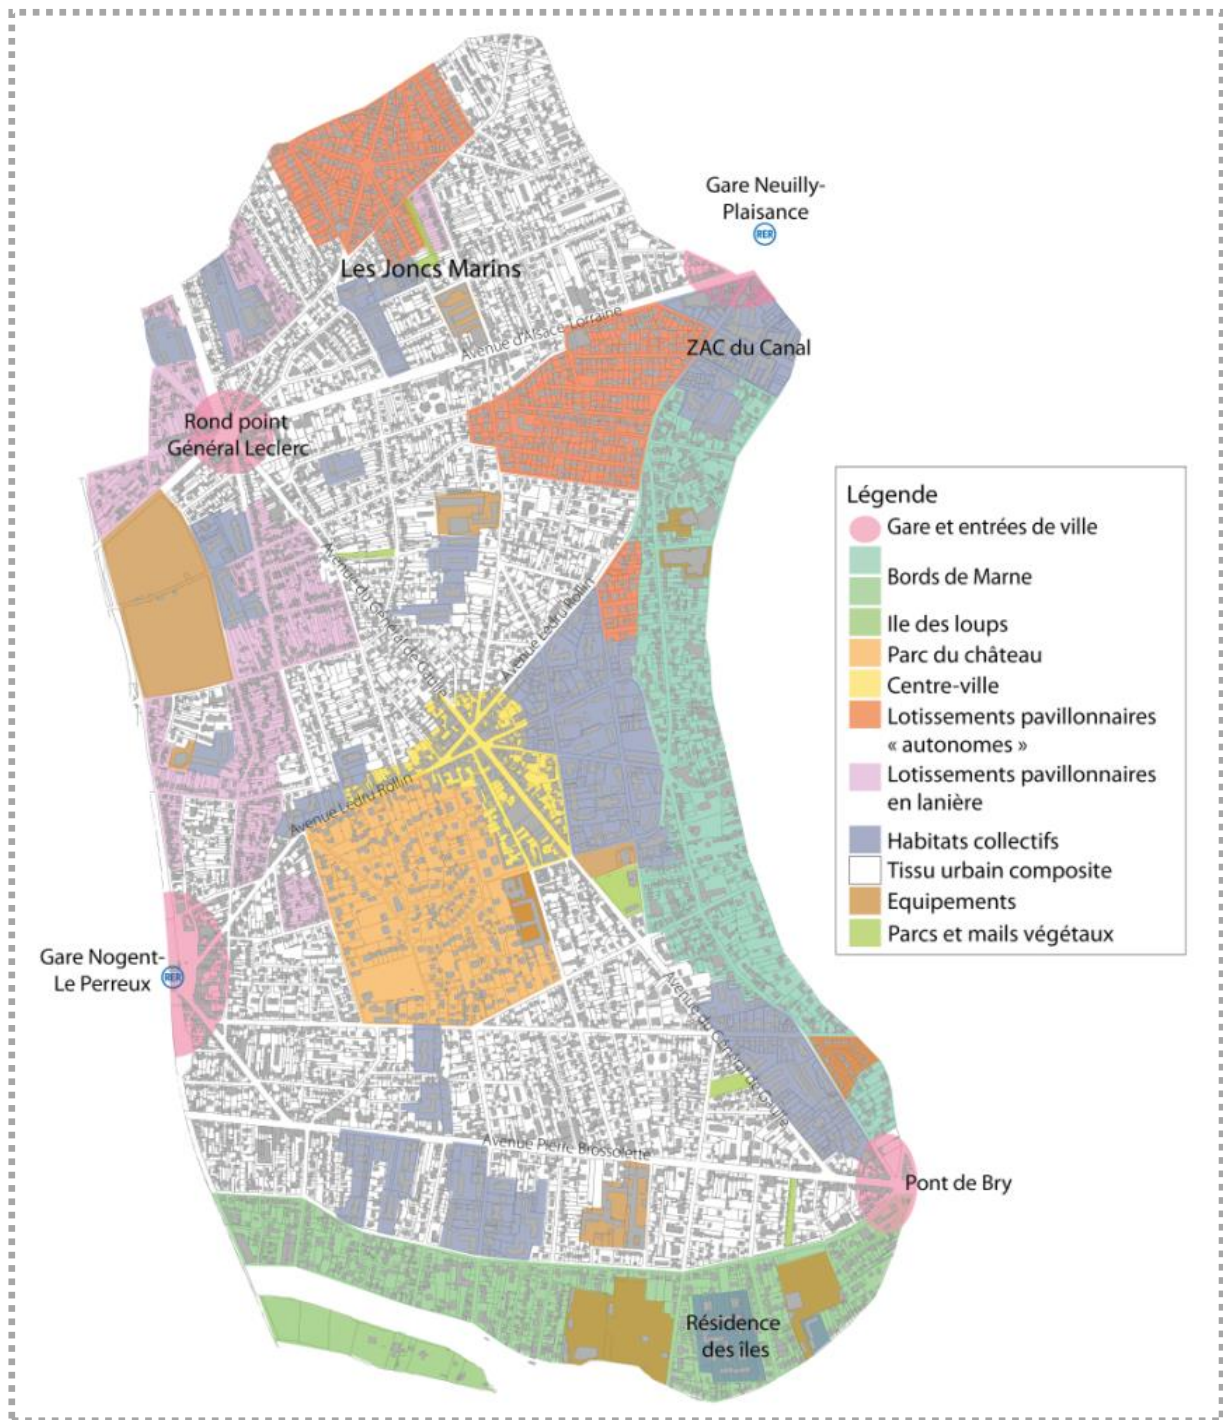 Gare Neuilly-
Plaisance
RER
Les Joncs Marins
Avenue d'Alsace Lorraine
ZAC du Canal
Rond point
Général Leclerc
Légende
Gare et entrées de ville
Bords de Marne
Ile des loups
Parc du château
Centre-ville
Lotissements pavillonnaires
« autonomes »
Lotissements pavillonnaires
en lanière
Habitats collectifs
Tissu urbain composite
Equipements
Parcs et mails végétaux
Avenue du Général de Gaulle
Avenue Ledru Rollin
Avenue Ledru Rollin
Gare Nogent-
Le Perreux
RER
Avenue du Général de Gaulle
Avenue Pierre Brossolette
Pont de Bry
Résidence
des îles